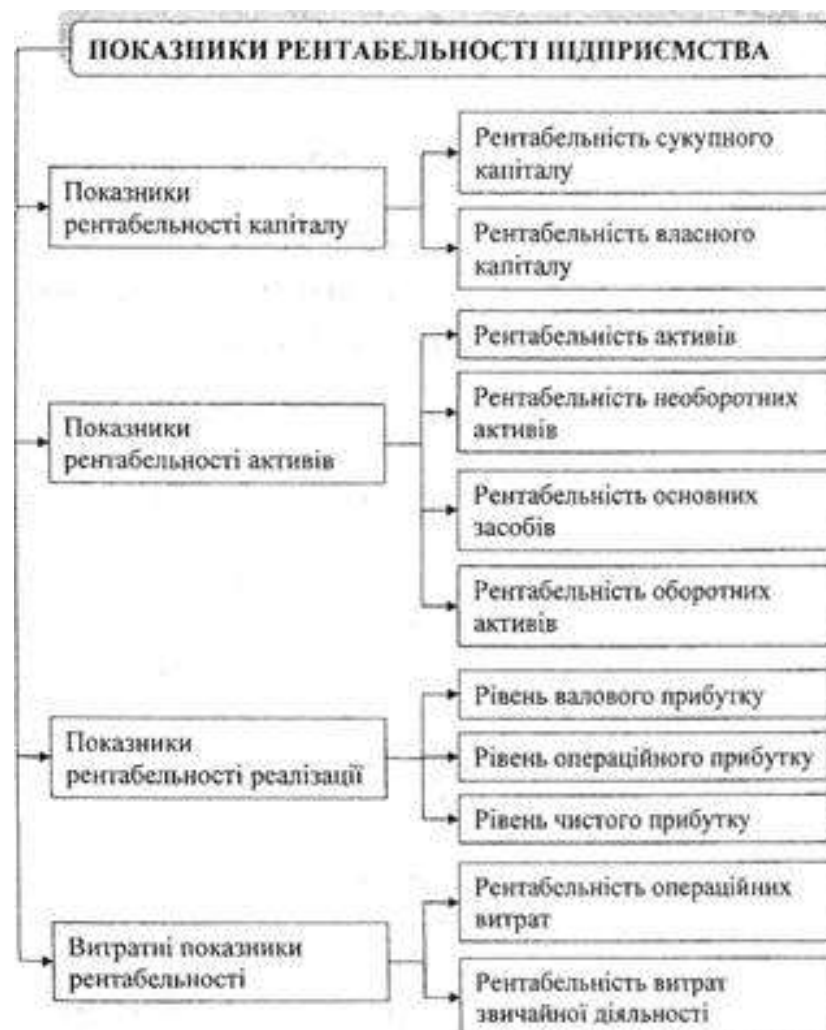 ПОКАЗНИКИ РЕНТАБЕЛЬНОСТІ ПІДПРИЄМСТВА
Показники
рентабельності капіталу
Рентабельність сукупного
капіталу
Рентабельність власного
капіталу
Показники
рентабельності активів
Рентабельність активів
Рентабельність необоротних
активів
Рентабельність основних
засобів
Рентабельність оборотних
активів
Показники
рентабельності реалізації
Рівень валового прибутку
Рівень операційного прибутку
Рівень чистого прибутку
Витратні показники
рентабельності
Рентабельність операційних
витрат
Рентабельність витрат
звичайної діяльності